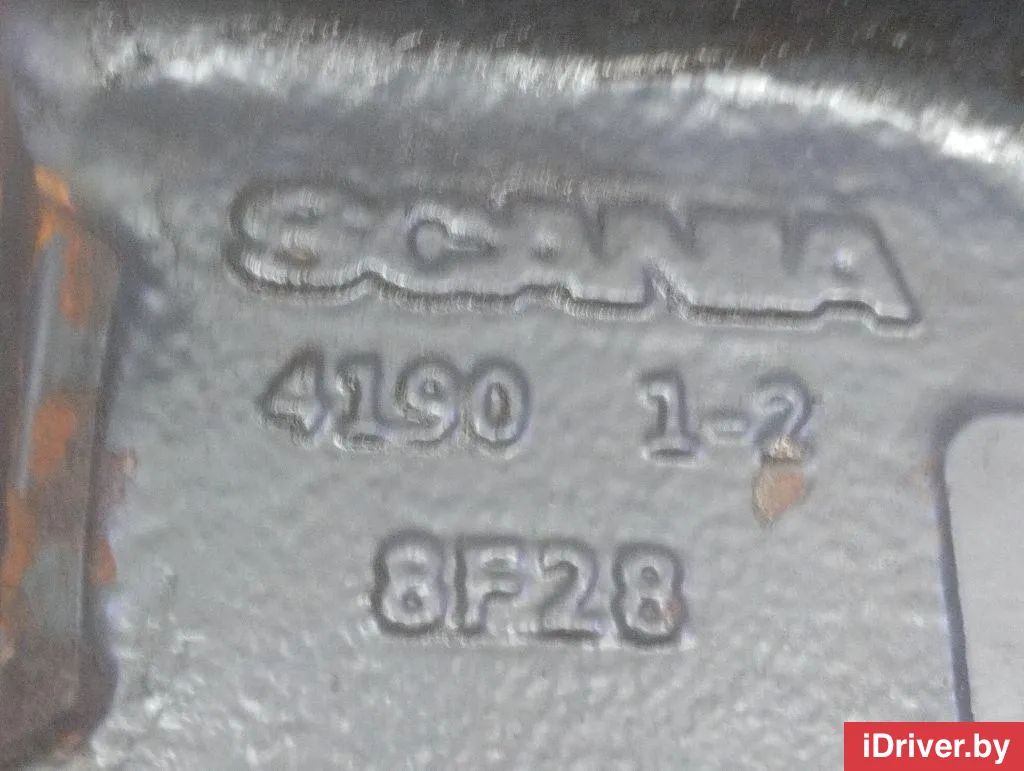 SCANIA
4190 1-2
8F28
iDriver.by